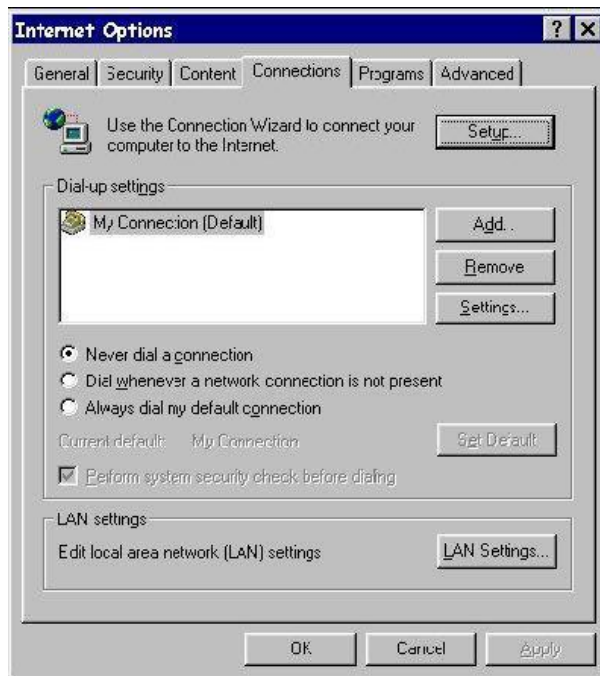 Internet Options
General Security Content Connections Programs Advanced
Use the Connection Wizard to connect your
computer to the Internet.
Setup...
Dial-up settings
My Connection (Default)
Add...
Remove
Settings...
Never dial a connection
Dial whenever a network connection is not present
Always dial my default connection
Current default: My Connection
Set Default
Perform system security check before dialing
LAN settings
Edit local area network (LAN) settings
LAN Settings...
OK Cancel Apply